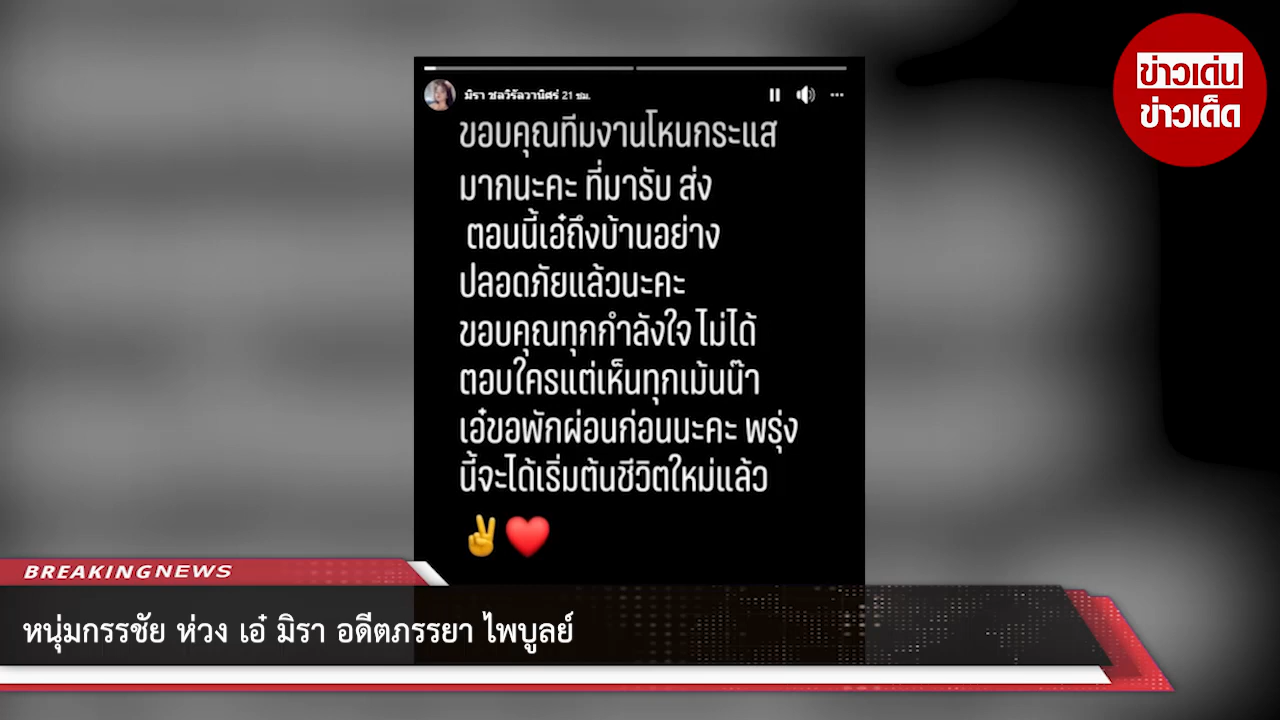 ข่าวเด่น
ข่าวเด็ด
มิรา ชลวิรัลวานิศร์ 21 ชม.
ขอบคุณทีมงานโหนกระแส
มากนะคะ ที่มารับ ส่ง
ตอนนี้เอ๋ถึงบ้านอย่าง
ปลอดภัยแล้วนะคะ
ขอบคุณทุกกำลังใจ ไม่ได้
ตอบใครแต่เห็นทุกเม้นน๊า
เอ๋ขอพักผ่อนก่อนนะคะ พรุ่ง
นี้จะได้เริ่มต้นชีวิตใหม่แล้ว
✌️❤️
BREAKINGNEWS
หนุ่มกรรชัย ห่วง เอ๋ มิรา อดีตภรรยา ไพบูลย์